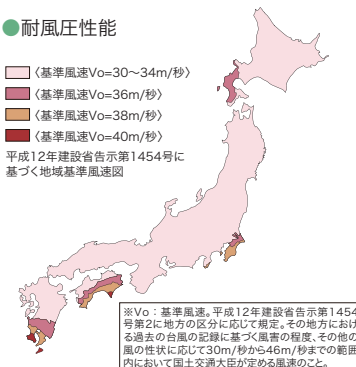 ●耐風圧性能
〈基準風速Vo=30〜34m/秒〉
〈基準風速Vo=36m/秒〉
〈基準風速Vo=38m/秒〉
〈基準風速Vo=40m/秒〉
平成12年建設省告示第1454号に
基づく地域基準風速図
※Vo：基準風速。平成12年建設省告示第1454
号第2に地方の区分に応じて規定。その地方におけ
る過去の台風の記録に基づく風害の程度、その他の
風の性状に応じて30m/秒から46m/秒までの範囲
内において国土交通大臣が定める風速のこと。